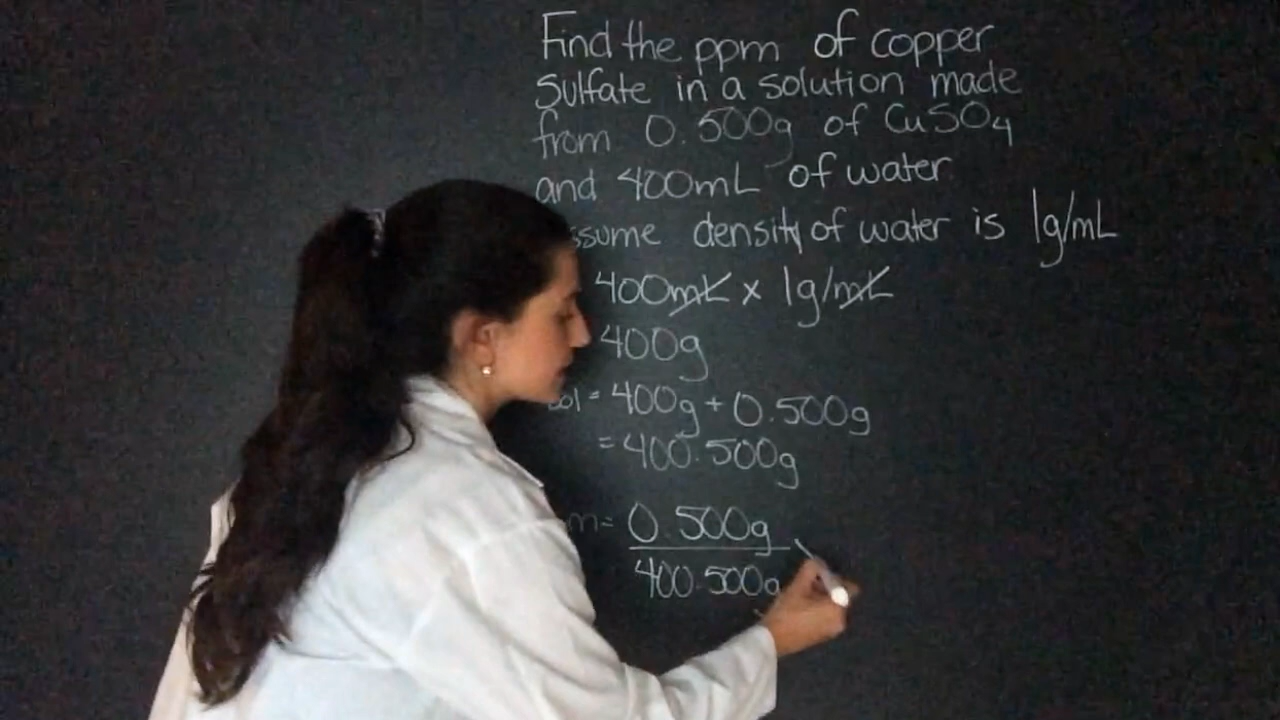 Find the ppm of copper
Sulfate in a solution made
from 0.500g of CuSO4
and 400mL of water
density of water is 1g/mL
400mL x 1g/mL
400g
= 400g + 0.500g
= 400.500g
= 0.500g
400.500g